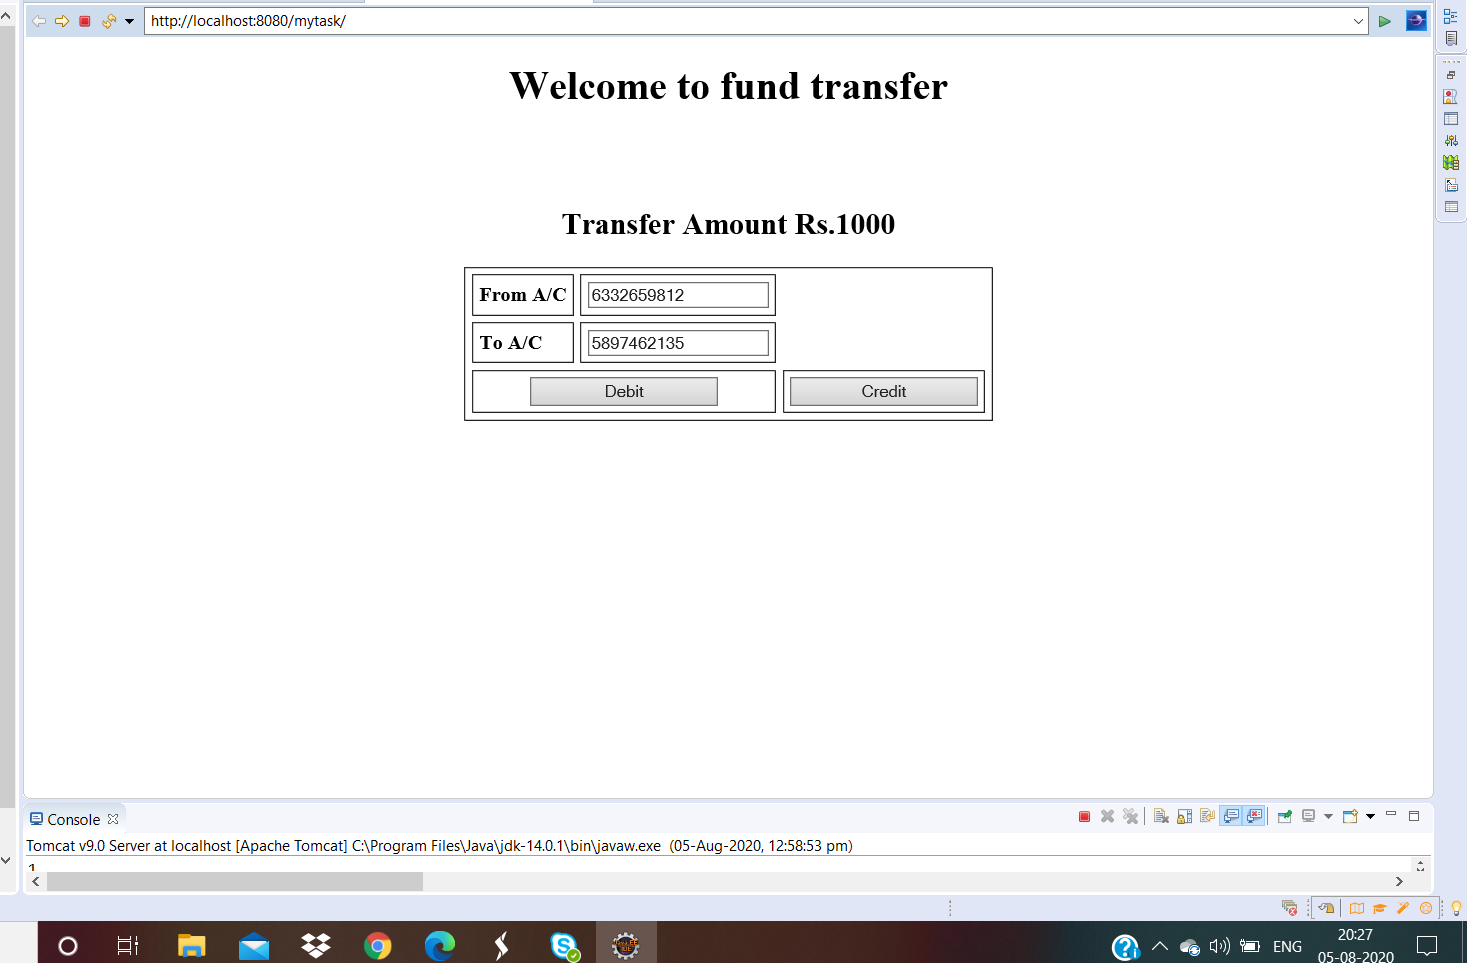 http://localhost:8080/mytask/
Welcome to fund transfer
Transfer Amount Rs.1000
From A/C 6332659812
To A/C 5897462135
Debit Credit
Console
Tomcat v9.0 Server at localhost [Apache Tomcat] C:\Program Files\Java\jdk-14.0.1\bin\javaw.exe (05-Aug-2020, 12:58:53 pm)
1
ENG
20:27
05-08-2020